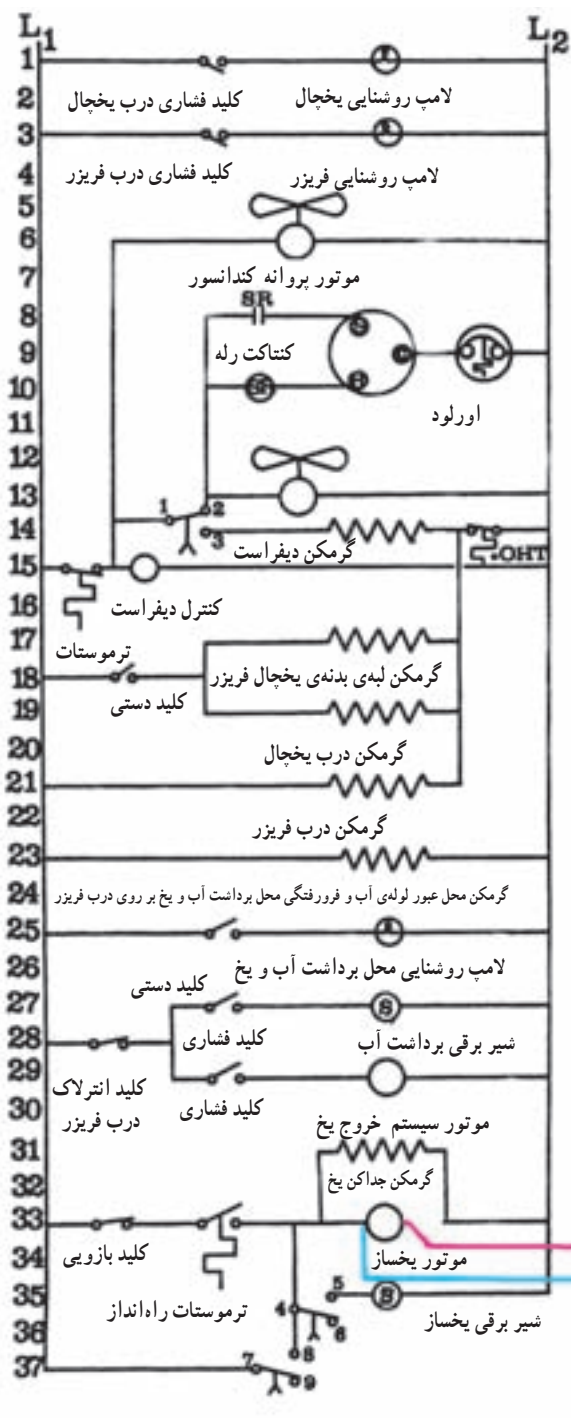 L1 L2
1
2 کلید فشاری درب یخچال لامپ روشنایی یخچال
3
4 کلید فشاری درب فریزر لامپ روشنایی فریزر
5
6
7 موتور پروانه کندانسور
SR
8
9 کنتاکت رله C
10 SR
اورلود
11
12
13 1 2
14 3
گرمکن دیفراست OHT
15
16 کنترل دیفراست
17 ترموستات
18 گرمکن لبه‌ی بدنه‌ی یخچال فریزر
کلید دستی
19
20 گرمکن درب یخچال
21
22 گرمکن درب فریزر
23
24 گرمکن محل عبور لوله‌ی آب و فرورفتگی محل برداشت آب و یخ بر روی درب فریزر
25
26 لامپ روشنایی محل برداشت آب و یخ
کلید دستی
27 S
28 کلید فشاری شیر برقی برداشت آب
29 کلید انترلاک
30 درب فریزر کلید فشاری
موتور سیستم خروج یخ
31
32 گرمکن جداکن یخ
33
34 کلید بازویی موتور یخساز
35 ترموستات راه‌انداز 4 5 S
36 6 شیر برقی یخساز
8
37 7 9